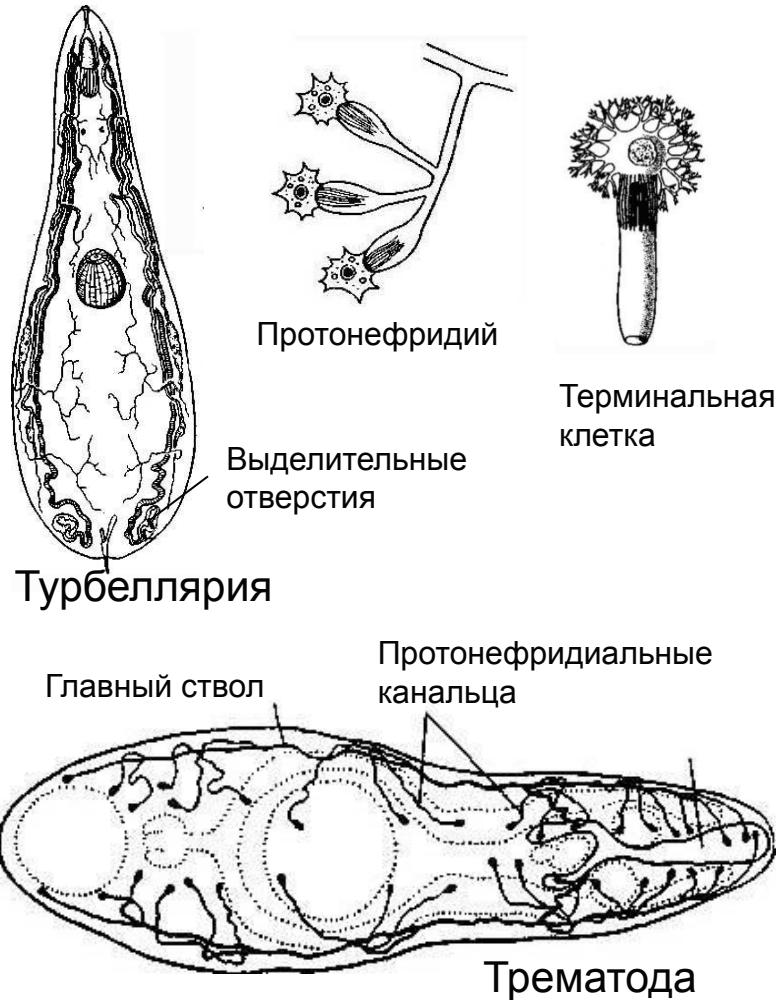 Протонефридий
Терминальная
клетка
Выделительные
отверстия
Турбеллярия
Протонефридиальные
канальца
Главный ствол
Трематода